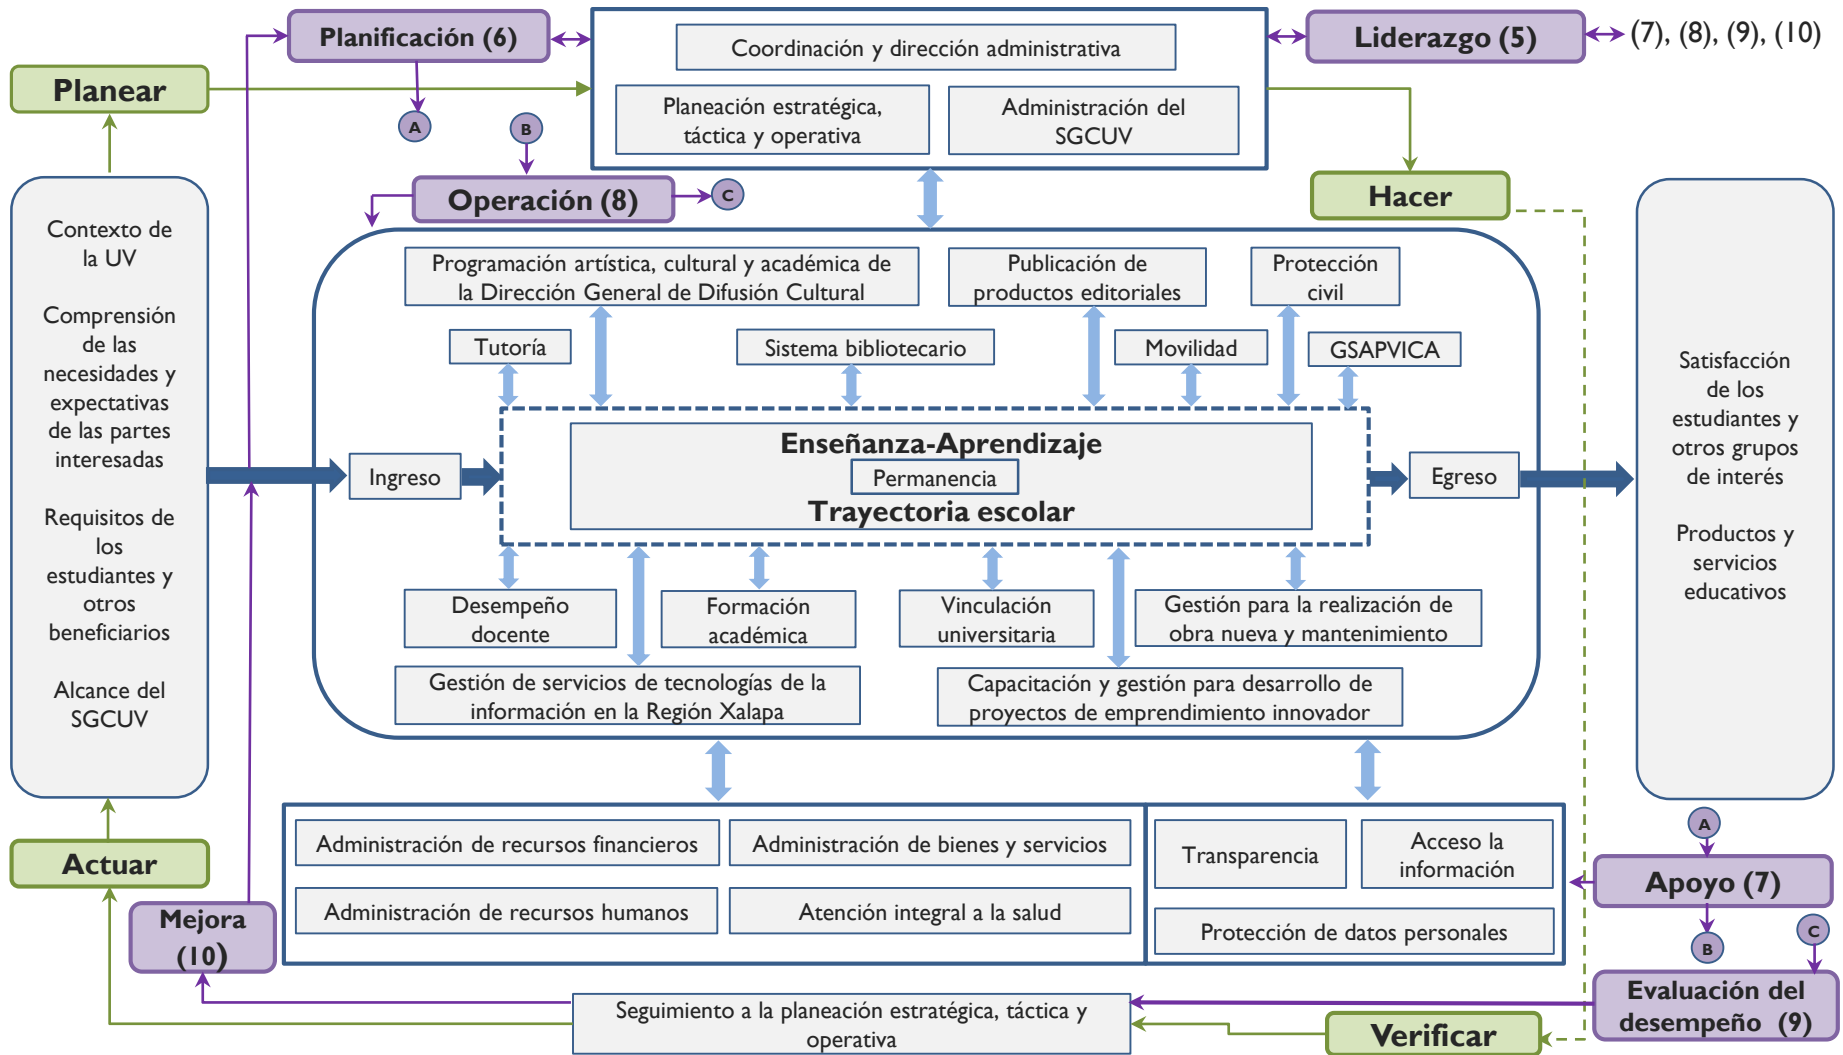 Planificación (6)
Coordinación y dirección administrativa
Liderazgo (5)
(7), (8), (9), (10)
Planear
Planeación estratégica,
táctica y operativa
Administración del
SGCUV
A
B
Operación (8)
C
Hacer
Contexto de
la UV
Comprensión
de las
necesidades y
expectativas
de las partes
interesadas
Requisitos de
los
estudiantes y
otros
beneficiarios
Alcance del
SGCUV
Programación artística, cultural y académica de
la Dirección General de Difusión Cultural
Publicación de
productos editoriales
Protección
civil
Tutoría
Sistema bibliotecario
Movilidad
GSAPVICA
Ingreso
Enseñanza-Aprendizaje
Permanencia
Trayectoria escolar
Egreso
Satisfacción
de los
estudiantes y
otros grupos
de interés
Productos y
servicios
educativos
Desempeño
docente
Formación
académica
Vinculación
universitaria
Gestión para la realización de
obra nueva y mantenimiento
Gestión de servicios de tecnologías de la
información en la Región Xalapa
Capacitación y gestión para desarrollo de
proyectos de emprendimiento innovador
Actuar
Administración de recursos financieros
Administración de bienes y servicios
Transparencia
Acceso la
información
A
Apoyo (7)
Mejora
(10)
Administración de recursos humanos
Atención integral a la salud
Protección de datos personales
B
C
Seguimiento a la planeación estratégica, táctica y
operativa
Verificar
Evaluación del
desempeño (9)